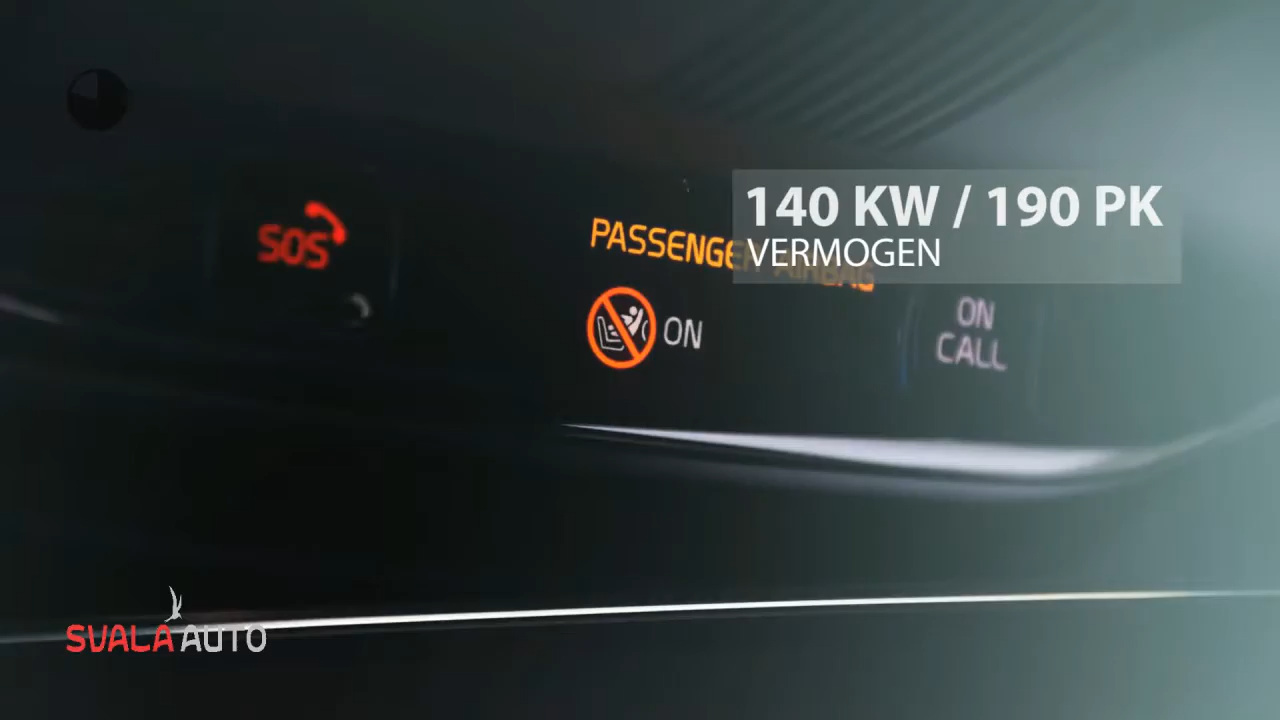 140 KW / 190 PK
VERMOGEN
SOS
PASSENGER AIRBAG
ON
ON
CALL
SVALA AUTO